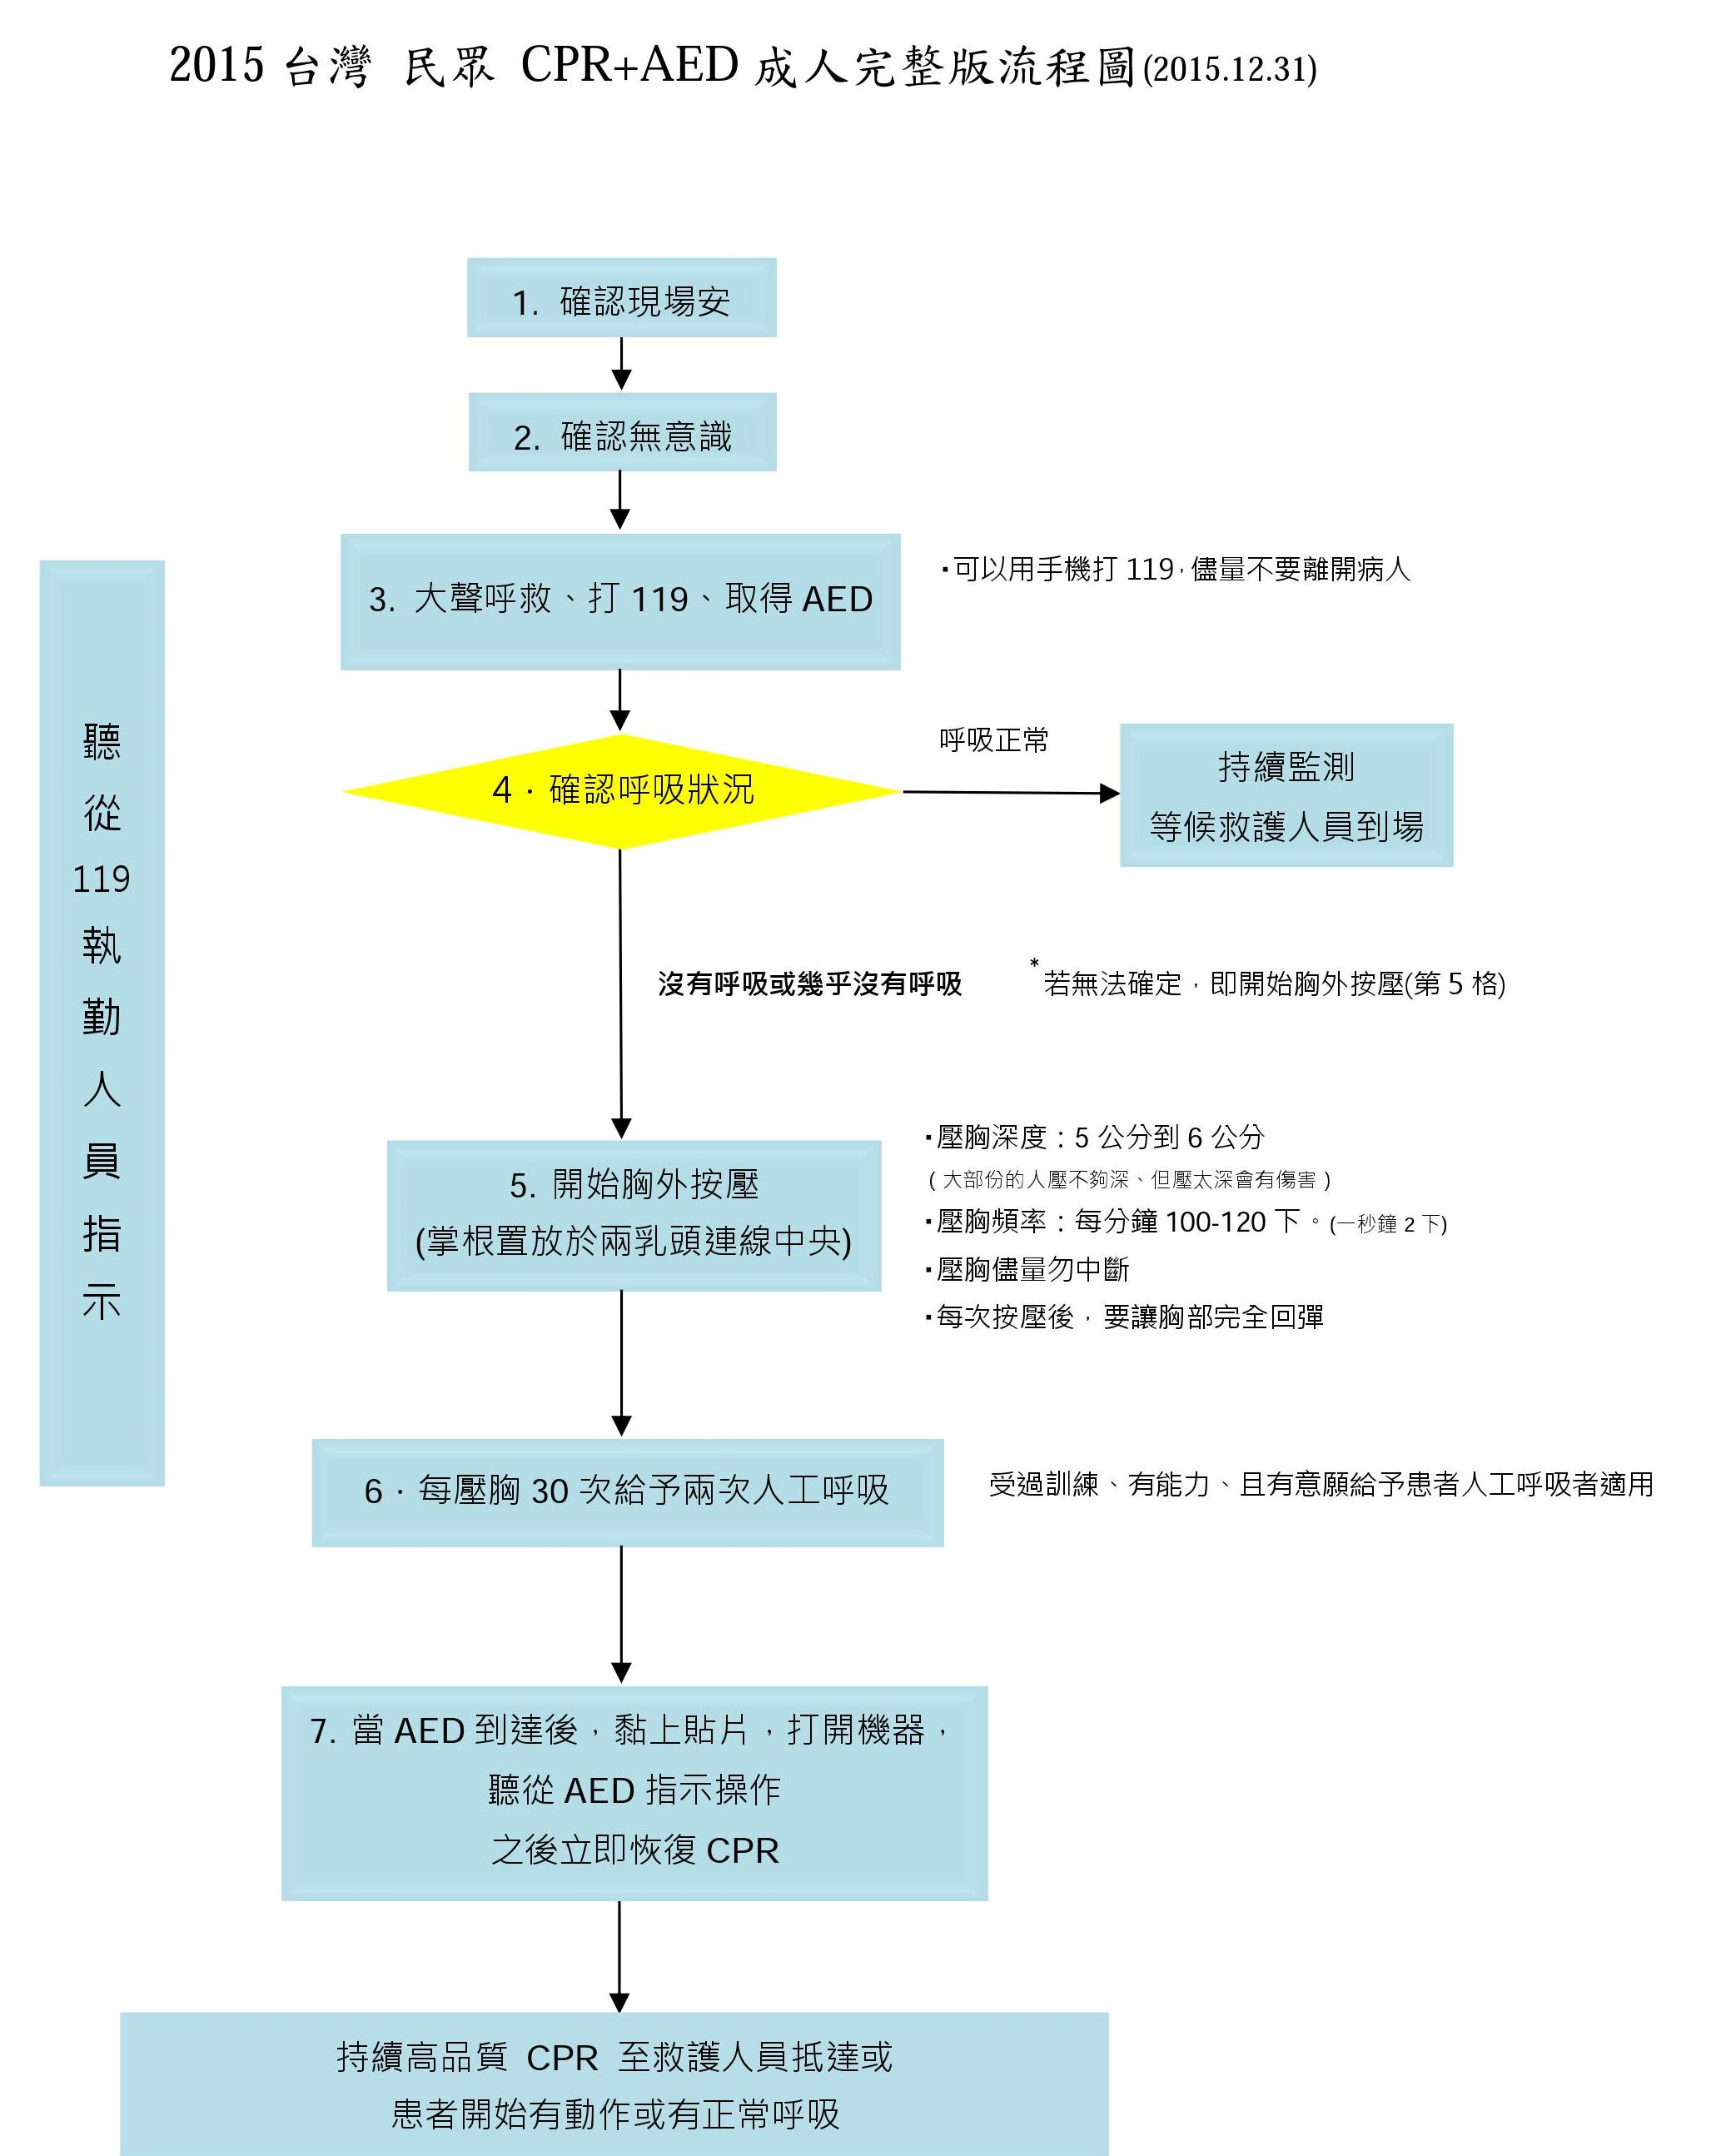 2015 台灣 民眾 CPR+AED 成人完整版流程圖(2015.12.31)
1. 確認現場安
2. 確認無意識
3. 大聲呼救、打 119、取得 AED
・可以用手機打 119，儘量不要離開病人
4．確認呼吸狀況
呼吸正常
持續監測
等候救護人員到場
沒有呼吸或幾乎沒有呼吸
*若無法確定，即開始胸外按壓(第 5 格)
5. 開始胸外按壓
(掌根置放於兩乳頭連線中央)
・壓胸深度：5 公分到 6 公分
（大部份的人壓不夠深、但壓太深會有傷害）
・壓胸頻率：每分鐘 100-120 下。(一秒鐘 2 下)
・壓胸儘量勿中斷
・每次按壓後，要讓胸部完全回彈
6．每壓胸 30 次給予兩次人工呼吸
受過訓練、有能力、且有意願給予患者人工呼吸者適用
7. 當 AED 到達後，黏上貼片，打開機器，
聽從 AED 指示操作
之後立即恢復 CPR
持續高品質 CPR 至救護人員抵達或
患者開始有動作或有正常呼吸
聽
從
119
執
勤
人
員
指
示